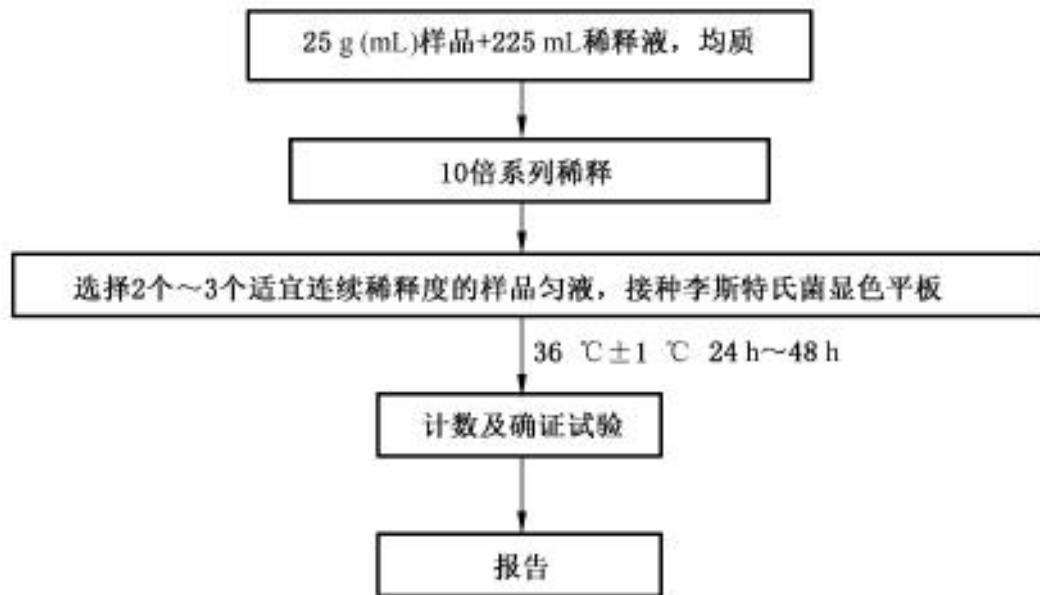 25 g (mL)样品+225 mL稀释液，均质
10倍系列稀释
选择2个～3个适宜连续稀释度的样品匀液，接种李斯特氏菌显色平板
36 ℃±1 ℃ 24 h～48 h
计数及确证试验
报告